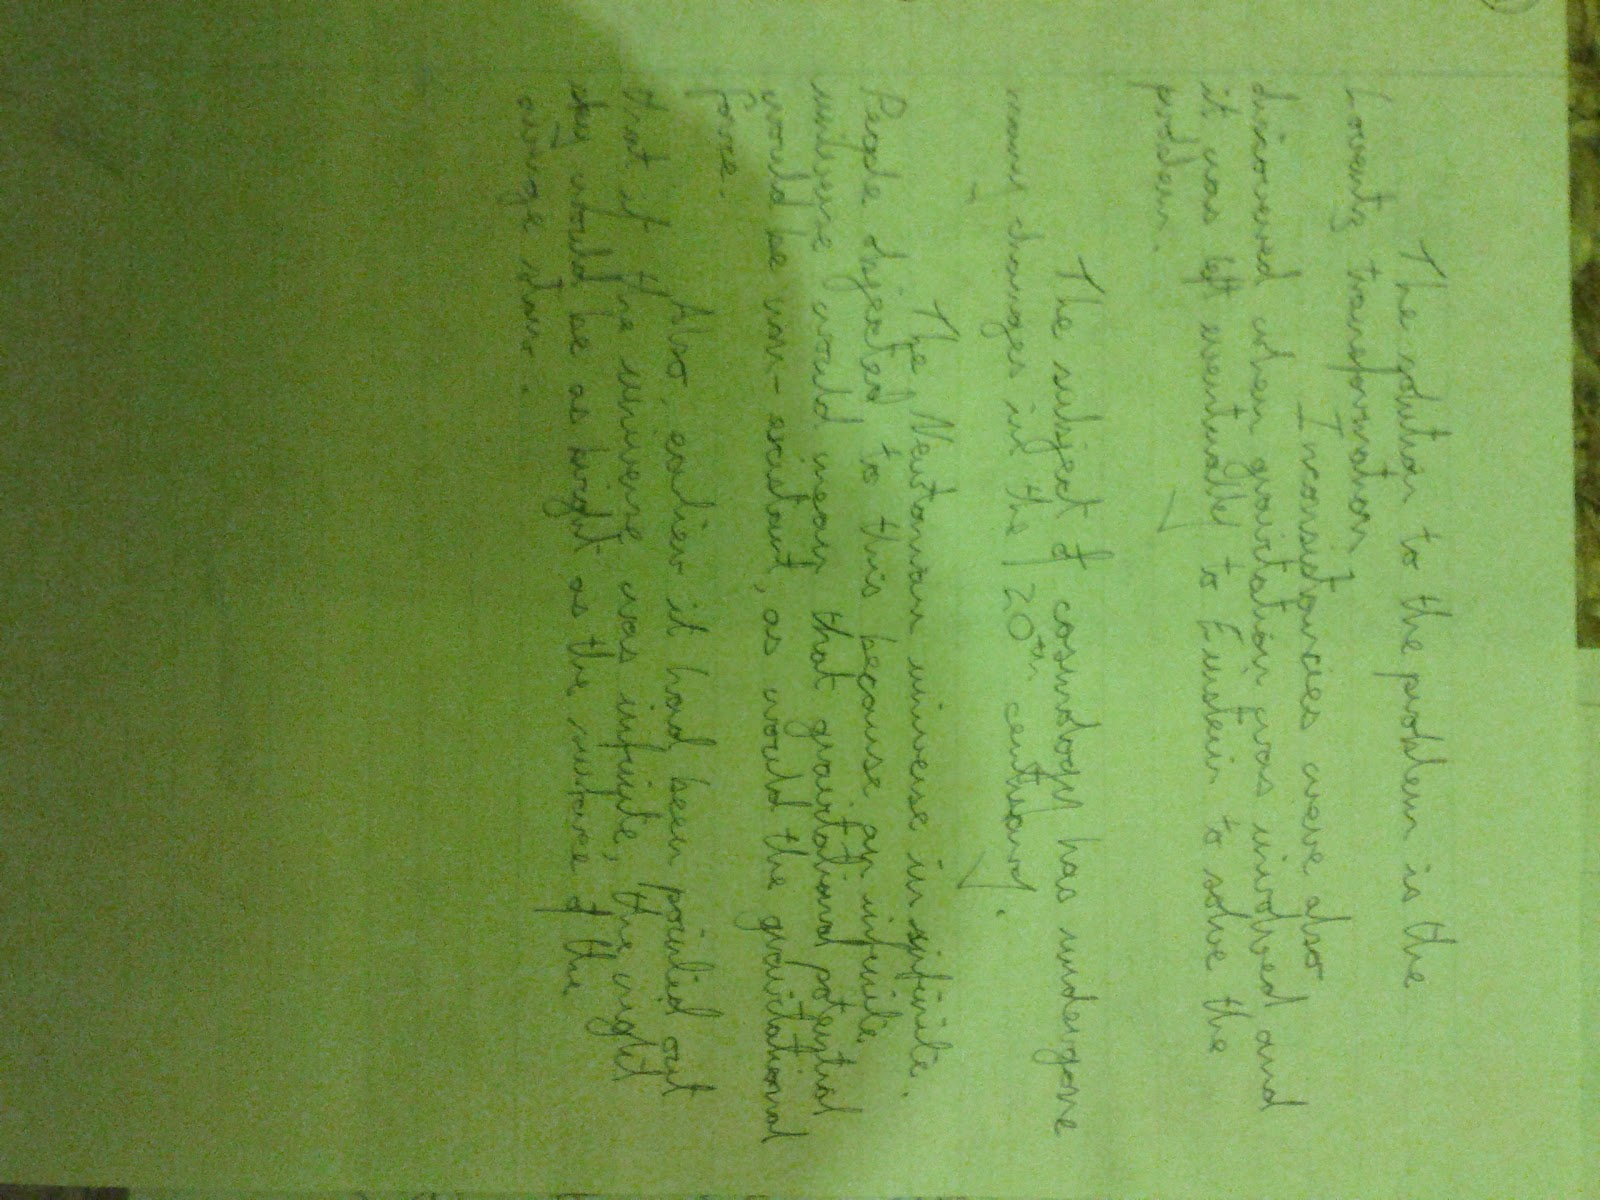 The solution to the problem is the
Lorentz transformation
Inconsistancies were also
discovered when gravitation was involved and
it was left eventually to Einstein to solve the
problem.
The subject of cosmology has undergone
many changes in the 20th century.
The Newtonian universe is infinite.
People objected to this because an infinite
universe would mean that gravitational potential
would be non-existant, as would the gravitational
force.
Also, earlier it had been pointed out
that if the universe was infinite, the night
sky would be as bright as the surface of the
average stars.